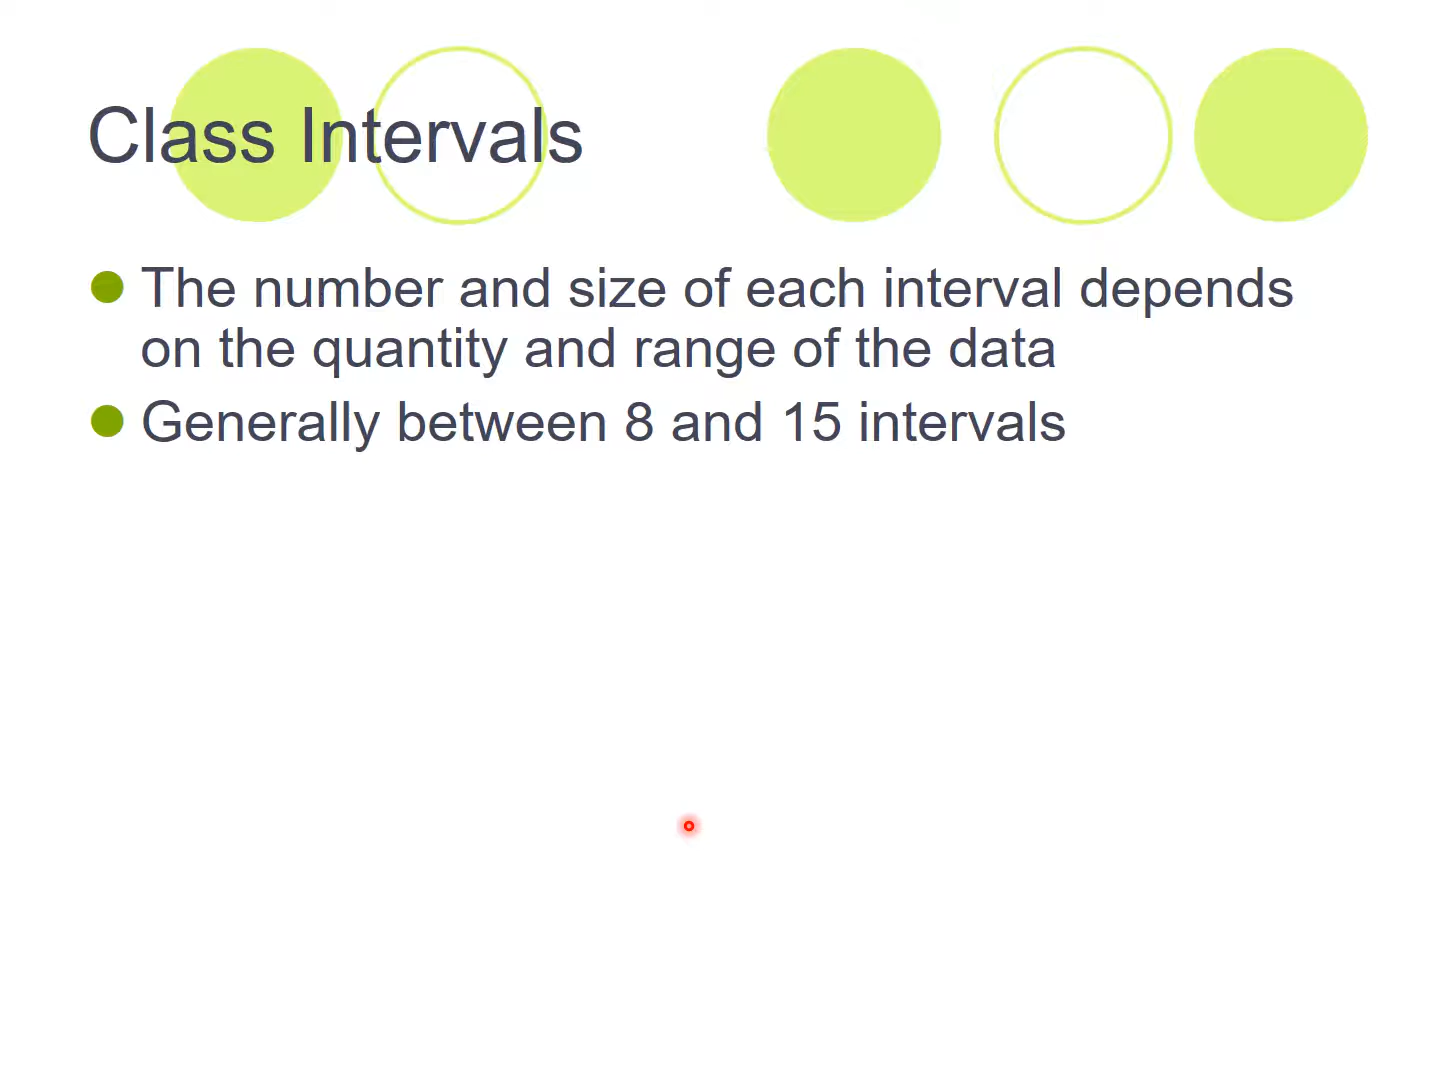 Class Intervals
The number and size of each interval depends
on the quantity and range of the data
Generally between 8 and 15 intervals